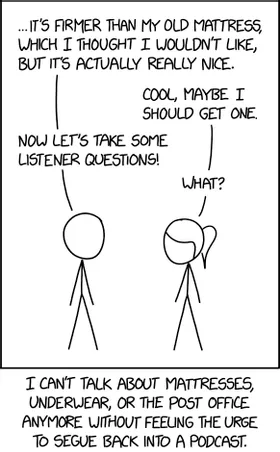 ...IT'S FIRMER THAN MY OLD MATTRESS,
WHICH I THOUGHT I WOULDN'T LIKE,
BUT IT'S ACTUALLY REALLY NICE.
COOL, MAYBE I
SHOULD GET ONE.
NOW LET'S TAKE SOME
LISTENER QUESTIONS!
WHAT?
I CAN'T TALK ABOUT MATTRESSES,
UNDERWEAR, OR THE POST OFFICE
ANYMORE WITHOUT FEELING THE URGE
TO SEGUE BACK INTO A PODCAST.